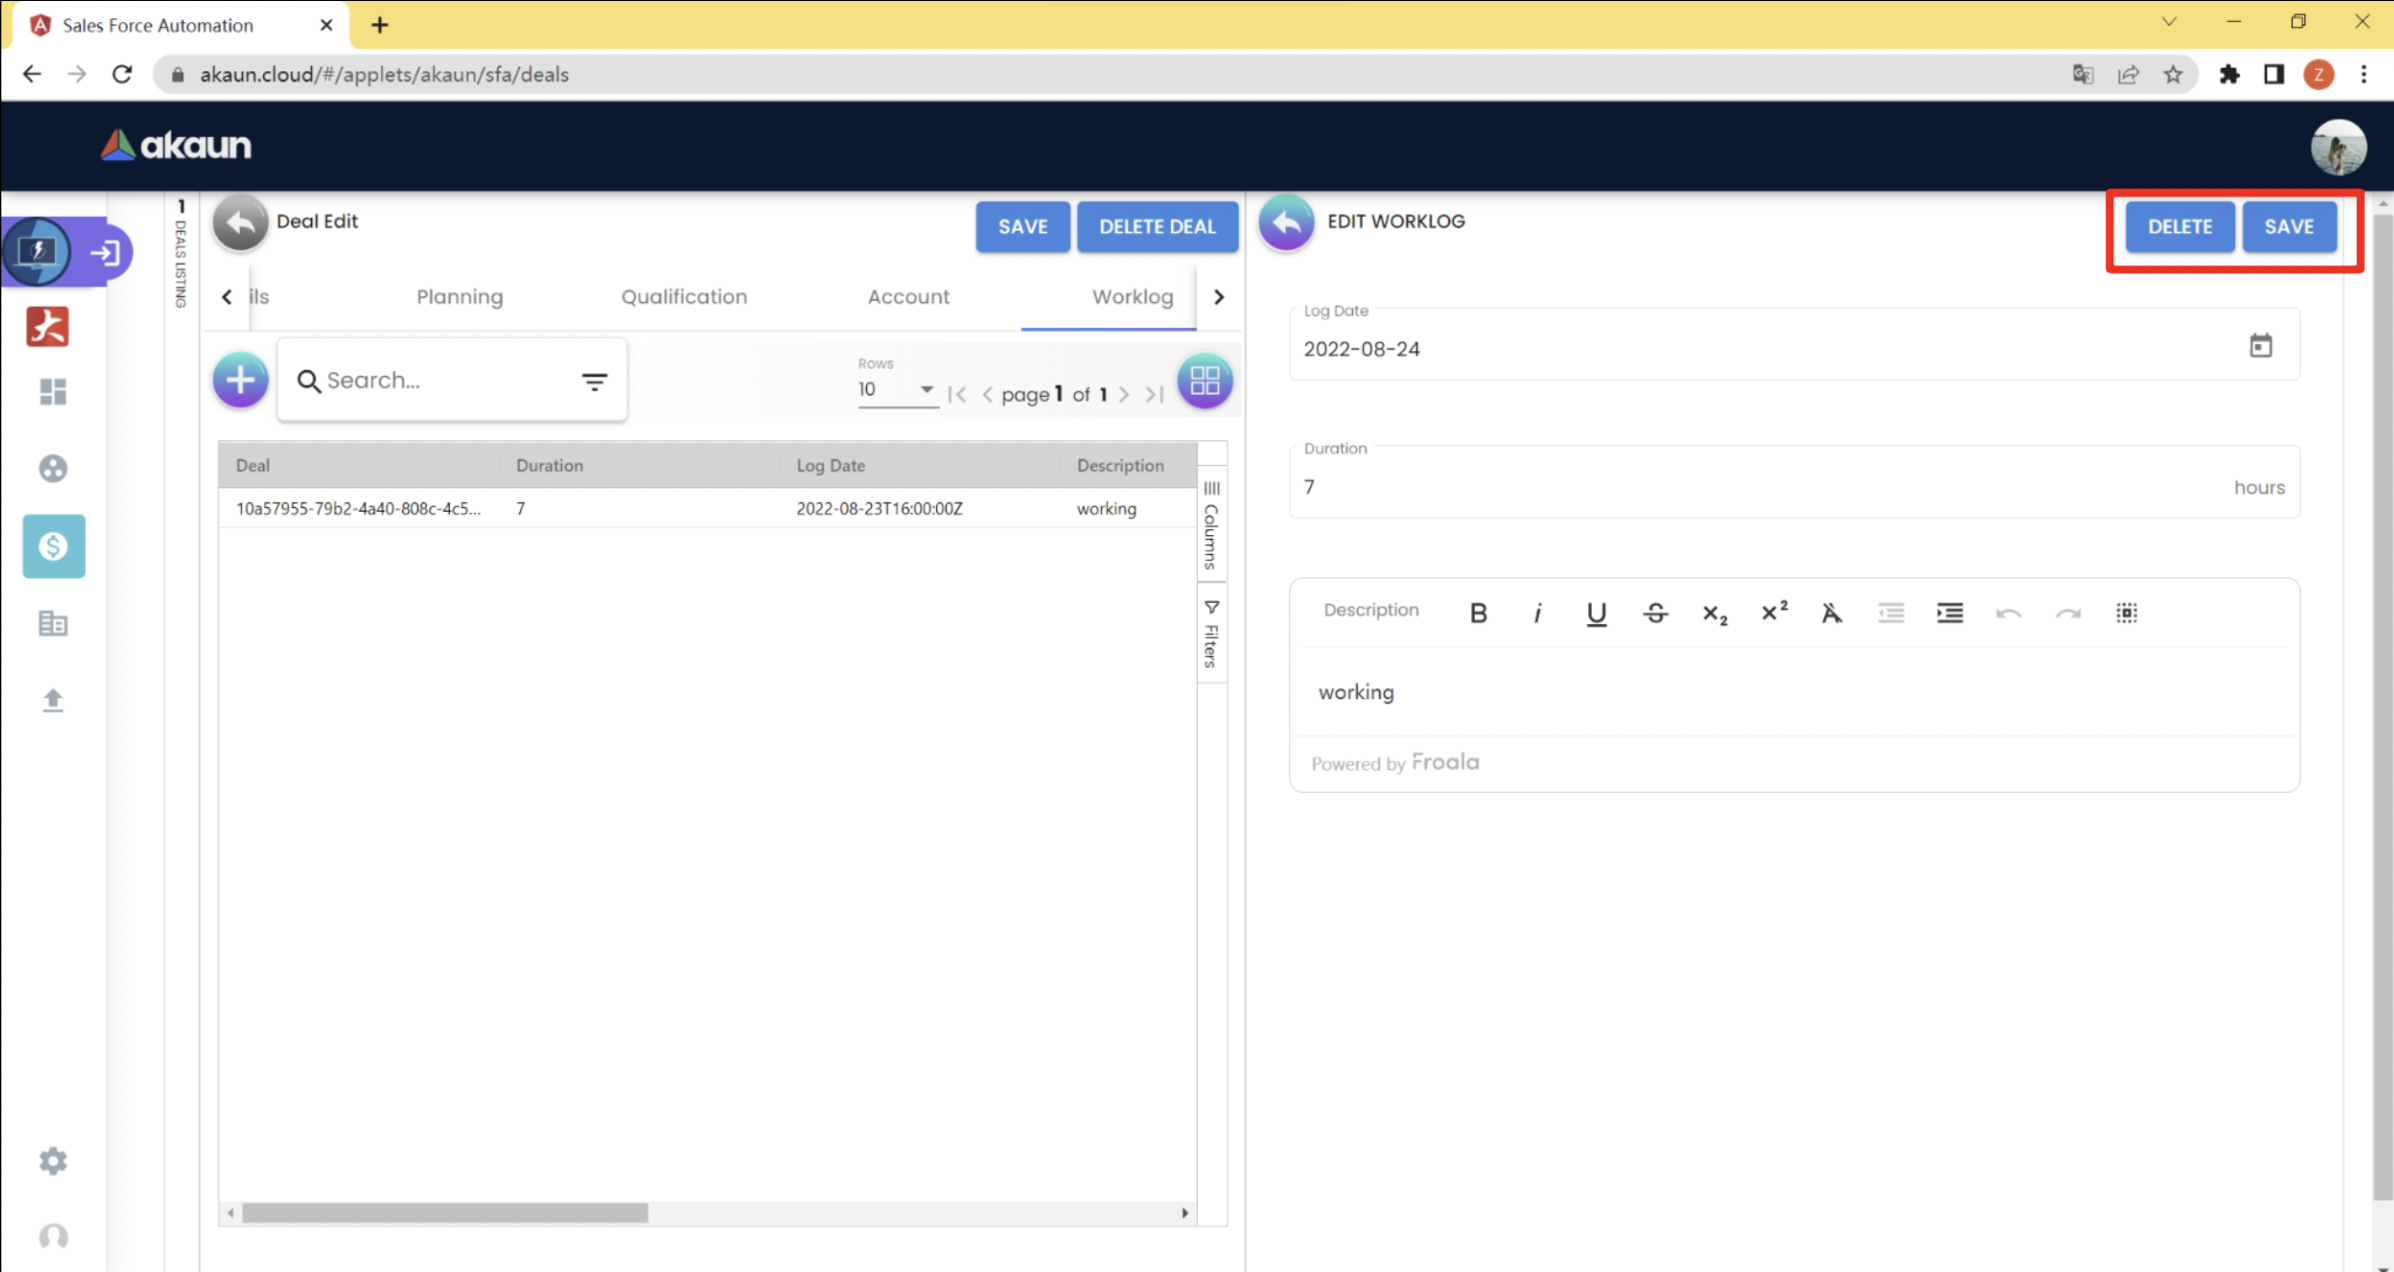 Sales Force Automation
akaun.cloud/#/applets/akaun/sfa/deals
Z
akaun
1 DEALS LISTING
Deal Edit
SAVE
DELETE DEAL
ils
Planning
Qualification
Account
Worklog
Search...
Rows
10
page 1 of 1
Deal
Duration
Log Date
Description
10a57955-79b2-4a40-808c-4c5...
7
2022-08-23T16:00:00Z
working
Columns
Filters
EDIT WORKLOG
DELETE
SAVE
Log Date
2022-08-24
Duration
7
hours
Description
B i U S x₂ x² A
working
Powered by Froala